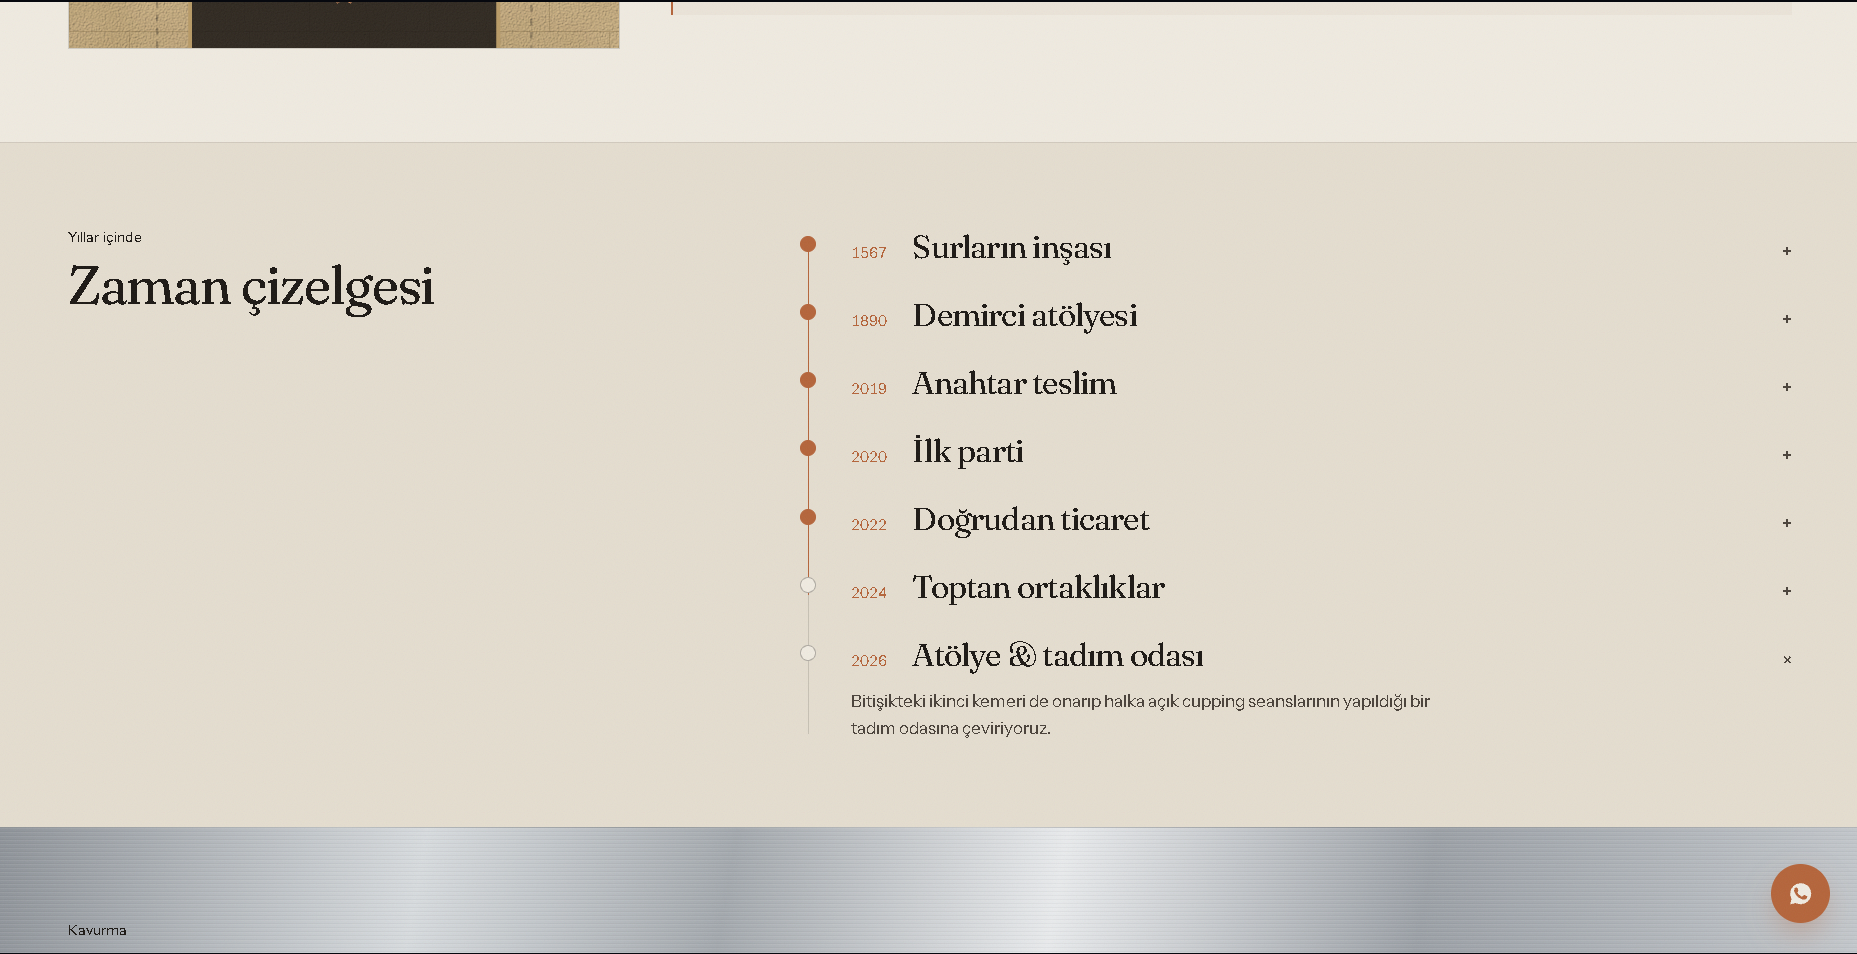 Yıllar içinde
Zaman çizelgesi
1567 Surların inşası +
1890 Demirci atölyesi +
2019 Anahtar teslim +
2020 İlk parti +
2022 Doğrudan ticaret +
2024 Toptan ortaklıklar +
2026 Atölye & tadım odası ×
Bitişikteki ikinci kemeri de onarıp halka açık cupping seanslarının yapıldığı bir
tadım odasına çeviriyoruz.
Kavurma